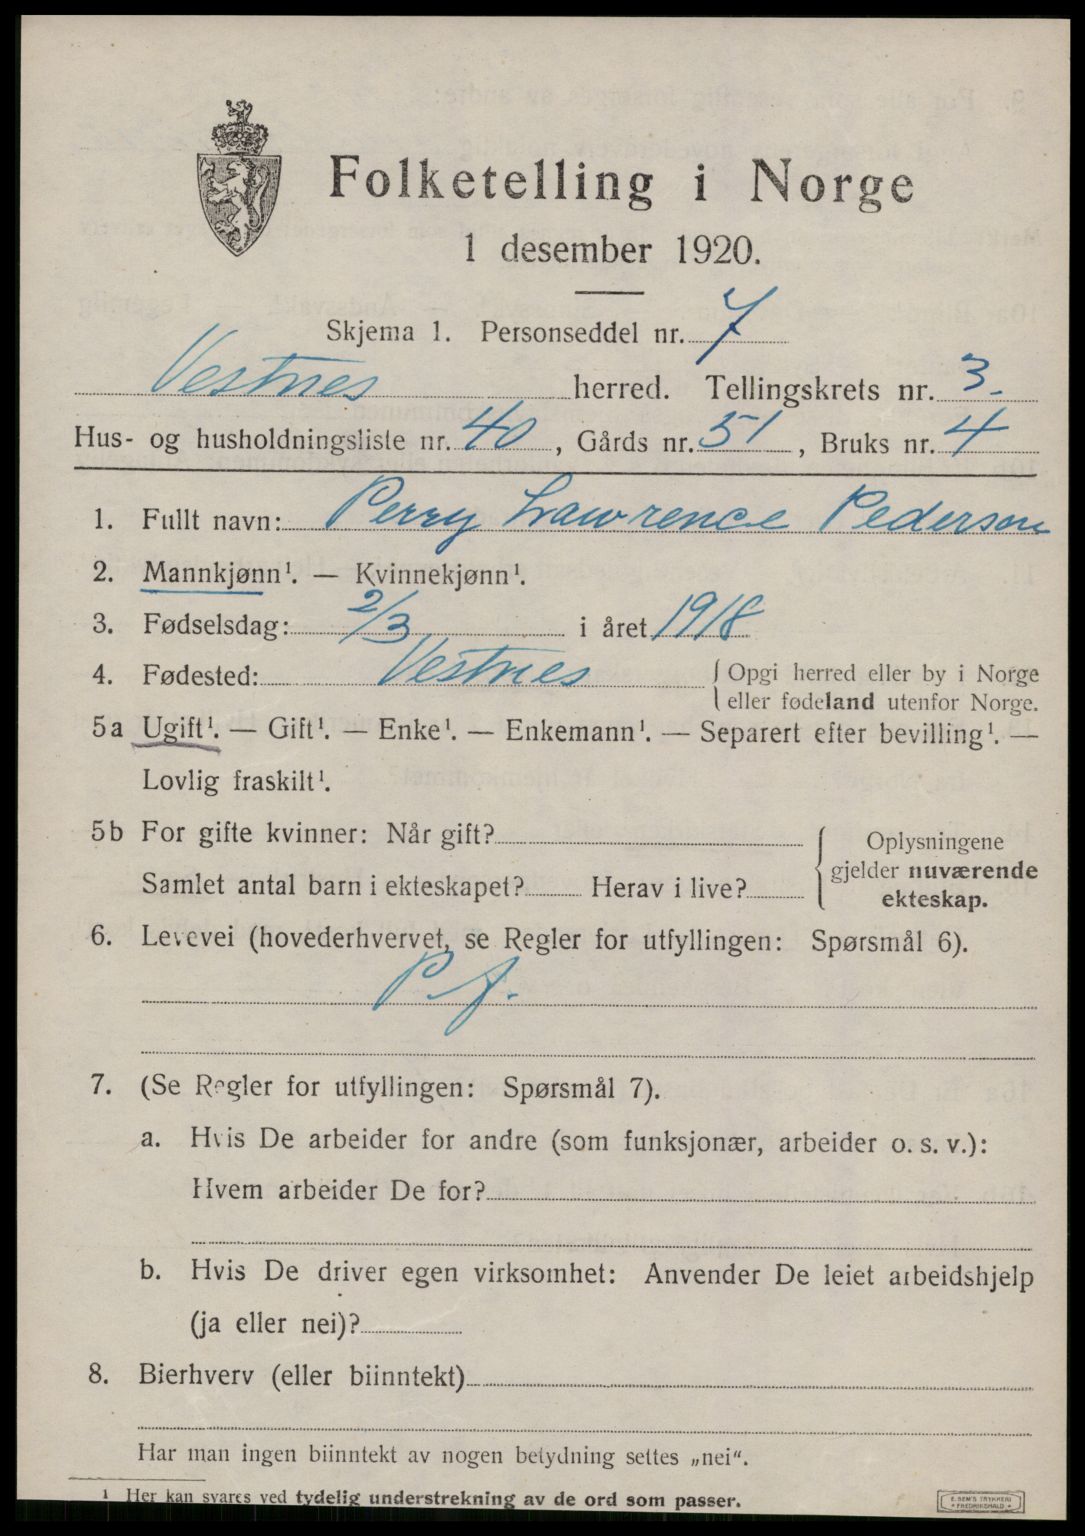 Folketelling i Norge
1 desember 1920.
Skjema 1. Personseddel nr. 7
Vestnes herred. Tellingskrets nr. 3.
Hus- og husholdningsliste nr. 40, Gårds nr. 51, Bruks nr. 4
1. Fullt navn: Perry Lawrence Pedersen
2. Mannkjønn¹. — Kvinnekjønn¹.
3. Fødselsdag: 2/3 i året 1918
4. Fødested: Vestnes { Opgi herred eller by i Norge
eller fødeland utenfor Norge.
5a Ugift¹. — Gift¹. — Enke¹. — Enkemann¹. — Separert efter bevilling¹. —
Lovlig fraskilt¹.
5b For gifte kvinner: Når gift?
Samlet antal barn i ekteskapet? Herav i live?
{ Oplysningene
gjelder nuværende
ekteskap.
6. Levevei (hovederhvervet, se Regler for utfyllingen: Spørsmål 6).
P. f.
7. (Se Regler for utfyllingen: Spørsmål 7).
a. Hvis De arbeider for andre (som funksjonær, arbeider o. s. v.):
Hvem arbeider De for?
b. Hvis De driver egen virksomhet: Anvender De leiet arbeidshjelp
(ja eller nei)?
8. Bierhverv (eller biinntekt)
Har man ingen biinntekt av nogen betydning settes „nei“.
¹ Her kan svares ved tydelig understrekning av de ord som passer.
E. SEM'S TRYKKERI
FREDRIKSHALD